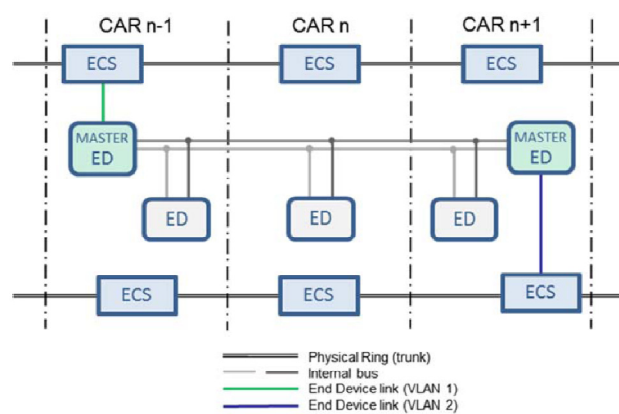 CAR n-1 CAR n CAR n+1
ECS ECS ECS
MASTER MASTER
ED ED
ED ED ED
ECS ECS ECS
Physical Ring (trunk)
Internal bus
End Device link (VLAN 1)
End Device link (VLAN 2)